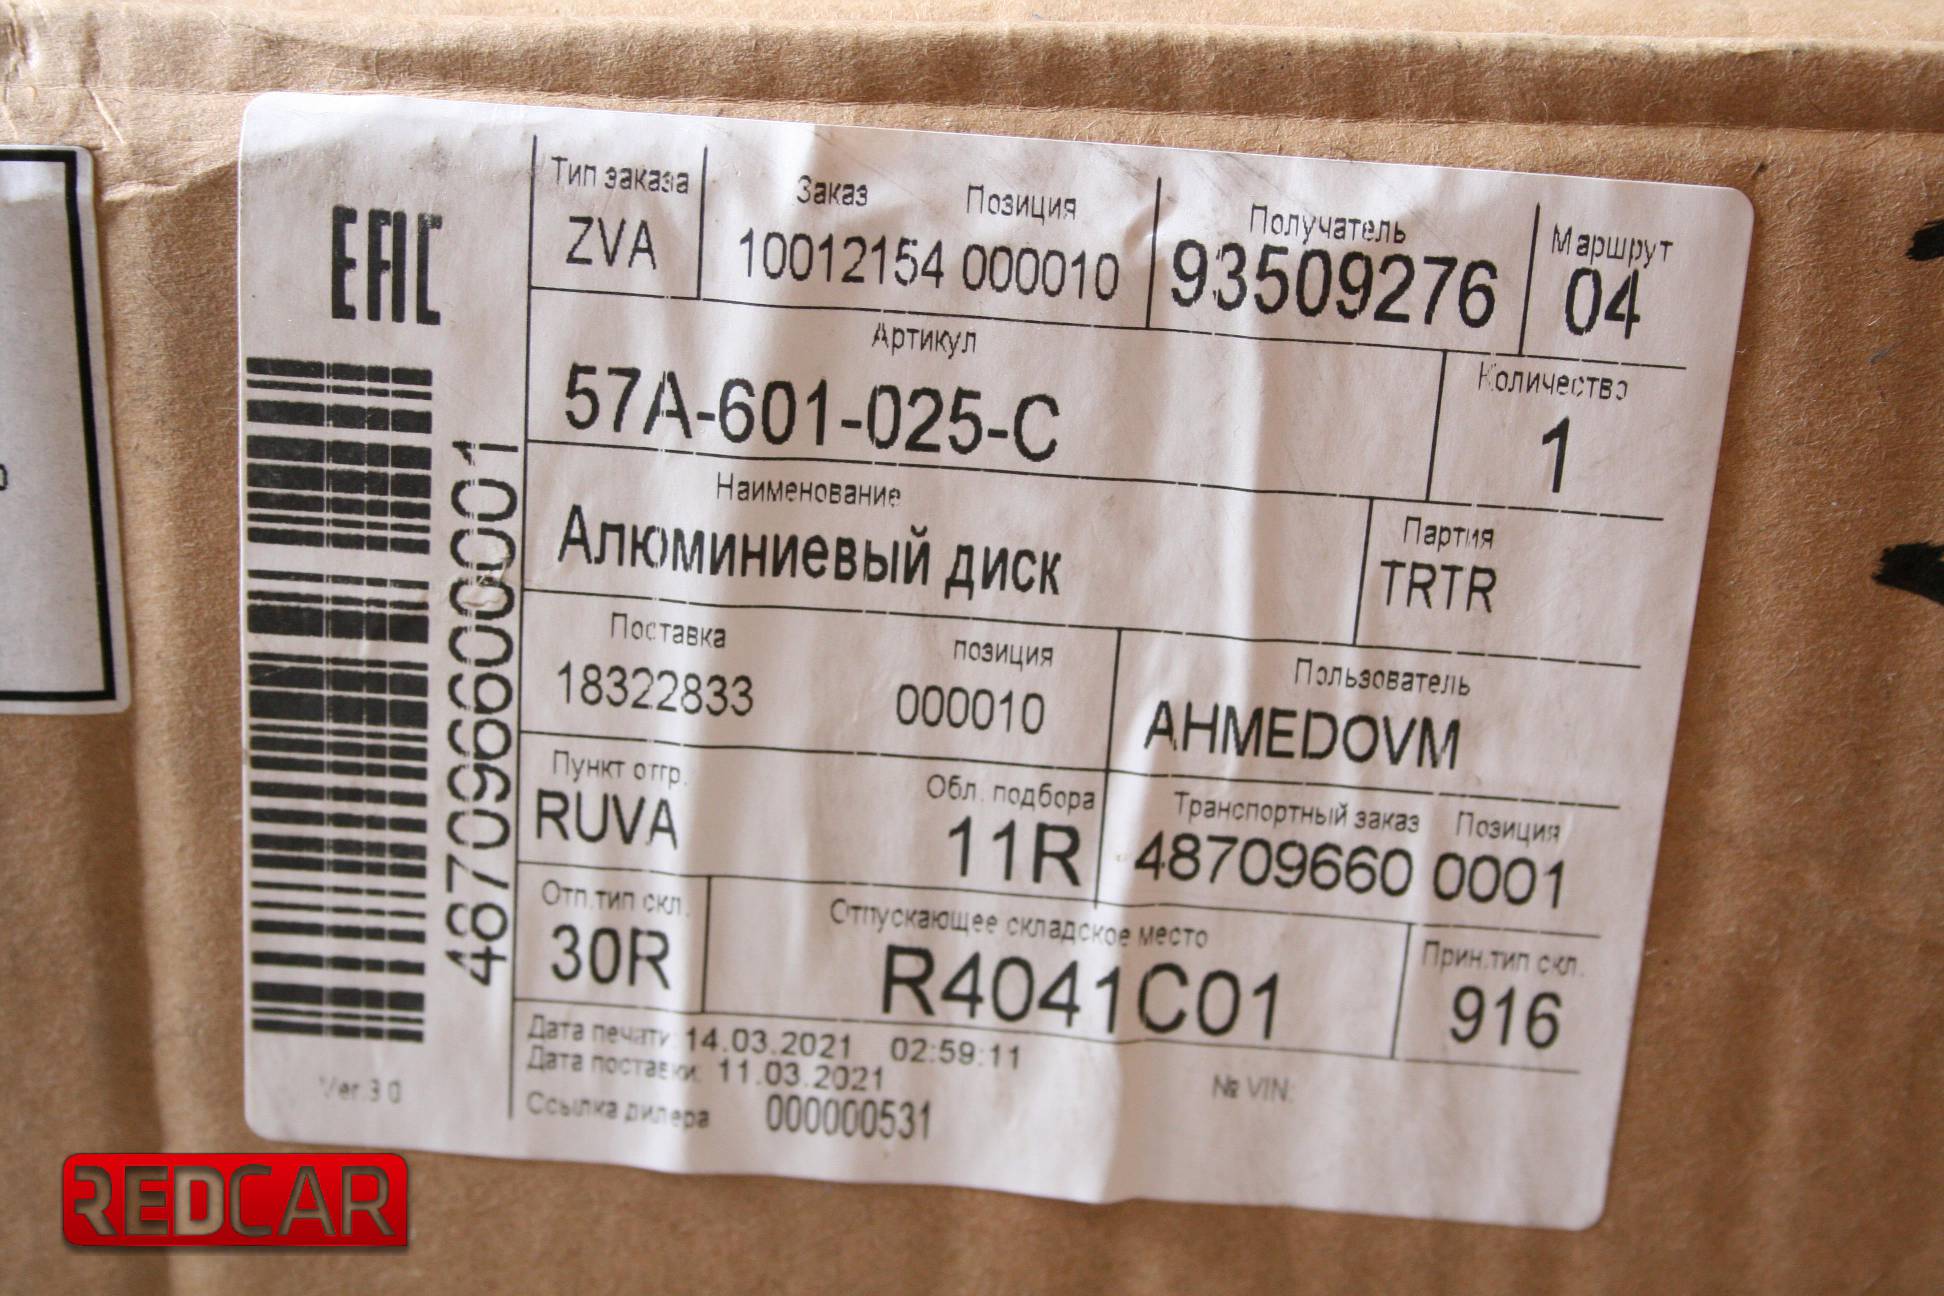 EAC
487096600001
Ver.3.0
Тип заказа Заказ Позиция Получатель Маршрут
ZVA 10012154 000010 93509276 04
Артикул Количество
57A-601-025-C 1
Наименование Партия
Алюминиевый диск TRTR
Поставка позиция Пользователь
18322833 000010 AHMEDOVM
Пункт отгр. Обл. подбора Транспортный заказ Позиция
RUVA 11R 48709660 0001
Отп.тип скл. Отпускающее складское место Прин.тип скл.
30R R4041C01 916
Дата печати: 14.03.2021 02:59:11
Дата поставки: 11.03.2021 № VIN:
Ссылка дилера 000000531
REDCAR